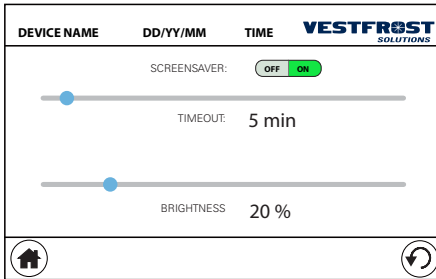 DEVICE NAME DD/YY/MM TIME VESTFROST
SOLUTIONS
SCREENSAVER: OFF ON
TIMEOUT: 5 min
BRIGHTNESS 20 %